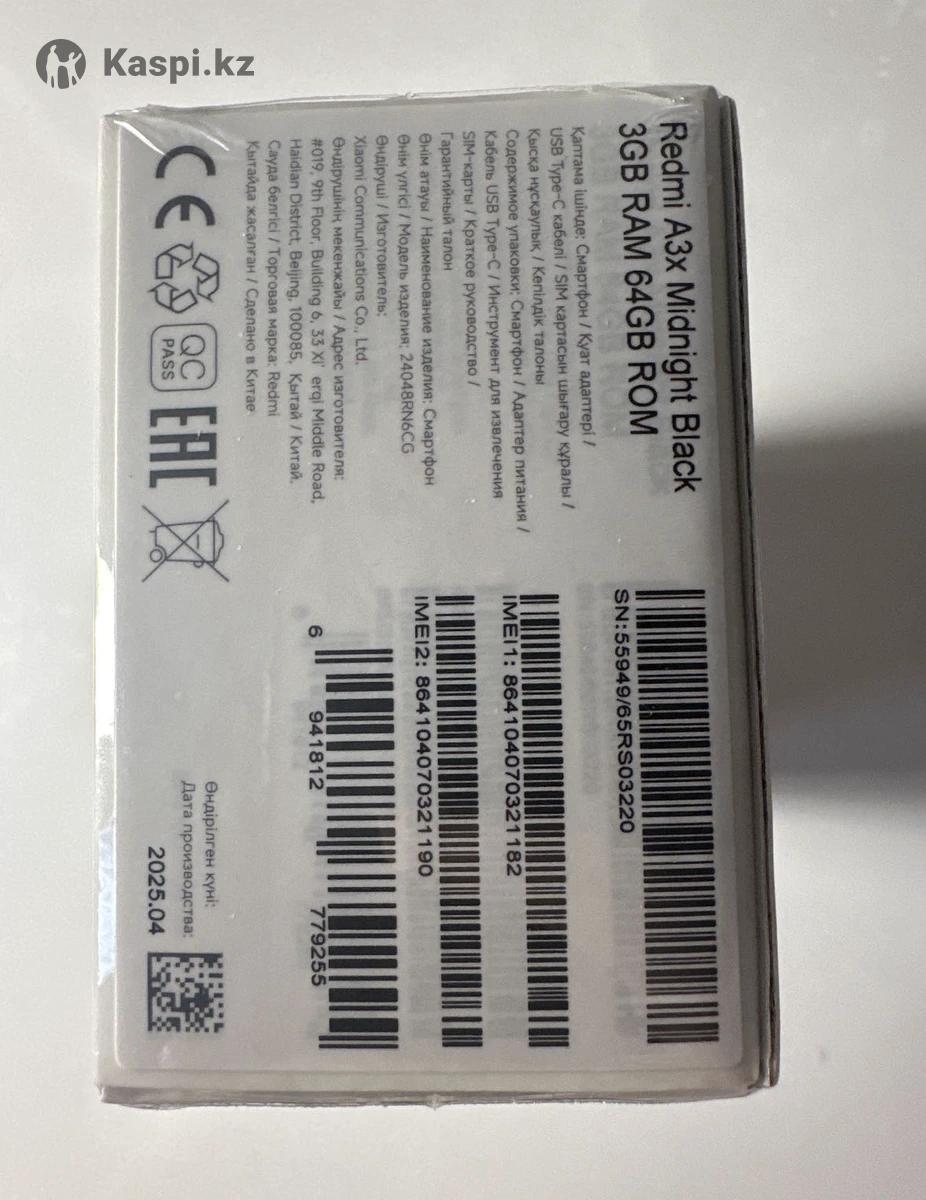 Kaspi.kz
Redmi A3x Midnight Black
3GB RAM 64GB ROM
Қаптама ішінде: Смартфон / Қуат адаптері /
USB Type-C кабелі / SIM картасын шығару құралы /
Қысқа нұсқаулық / Кепілдік талоны
Содержимое упаковки: Смартфон / Адаптер питания /
Кабель USB Type-C / Инструмент для извлечения
SIM-карты / Краткое руководство /
Гарантийный талон
Өнім атауы / Наименование изделия: Смартфон
Өнім үлгісі / Модель изделия: 24048RN6CG
Өндіруші / Изготовитель:
Xiaomi Communications Co., Ltd.
Өндірушінің мекенжайы / Адрес изготовителя:
#019, 9th Floor, Building 6, 33 Xi' erqi Middle Road,
Haidian District, Beijing, 100085, Қытай / Китай.
Сауда белгісі / Торговая марка: Redmi
Қытайда жасалған / Сделано в Китае
CE
QC
PASS
EAC
SN:55949/65RS03220
IMEI1: 864104070321182
IMEI2: 864104070321190
6 941812 779255
Өндірілген күні:
Дата производства:
2025.04